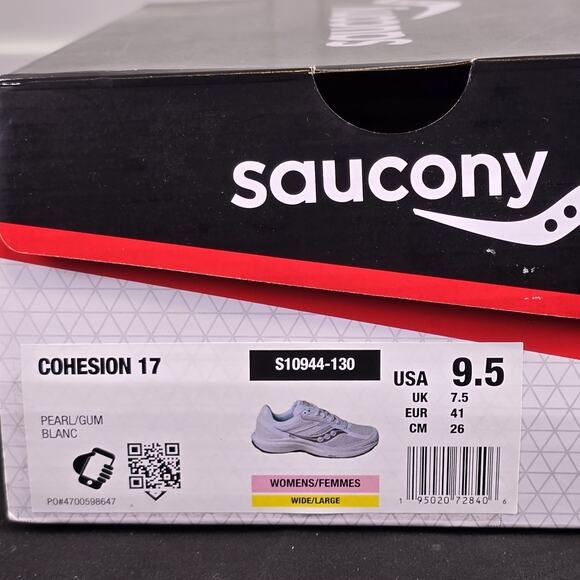 saucony
saucony
COHESION 17
S10944-130
USA 9.5
UK 7.5
EUR 41
CM 26
PEARL/GUM
BLANC
WOMENS/FEMMES
WIDE/LARGE
PO#4700598647
1 95020 72840 6